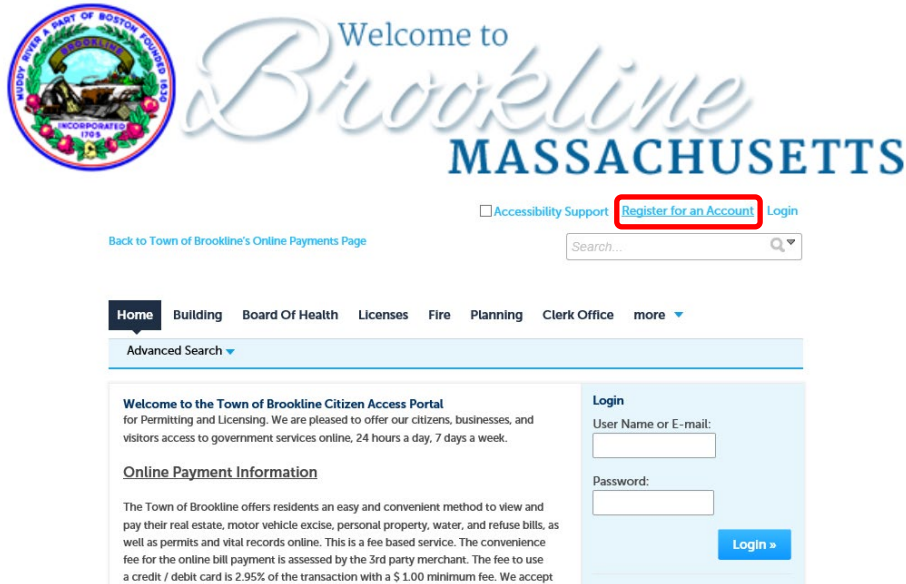 MUDDY RIVER A PART OF BOSTON FOUNDED 1630
BROOKLINE
INCORPORATED
1705
Welcome to
Brookline
MASSACHUSETTS
Accessibility Support Register for an Account Login
Back to Town of Brookline's Online Payments Page
Search...
Home Building Board Of Health Licenses Fire Planning Clerk Office more
Advanced Search
Welcome to the Town of Brookline Citizen Access Portal
for Permitting and Licensing. We are pleased to offer our citizens, businesses, and
visitors access to government services online, 24 hours a day, 7 days a week.
Online Payment Information
The Town of Brookline offers residents an easy and convenient method to view and
pay their real estate, motor vehicle excise, personal property, water, and refuse bills, as
well as permits and vital records online. This is a fee based service. The convenience
fee for the online bill payment is assessed by the 3rd party merchant. The fee to use
a credit / debit card is 2.95% of the transaction with a $ 1.00 minimum fee. We accept
Login
User Name or E-mail:
Password:
Login »